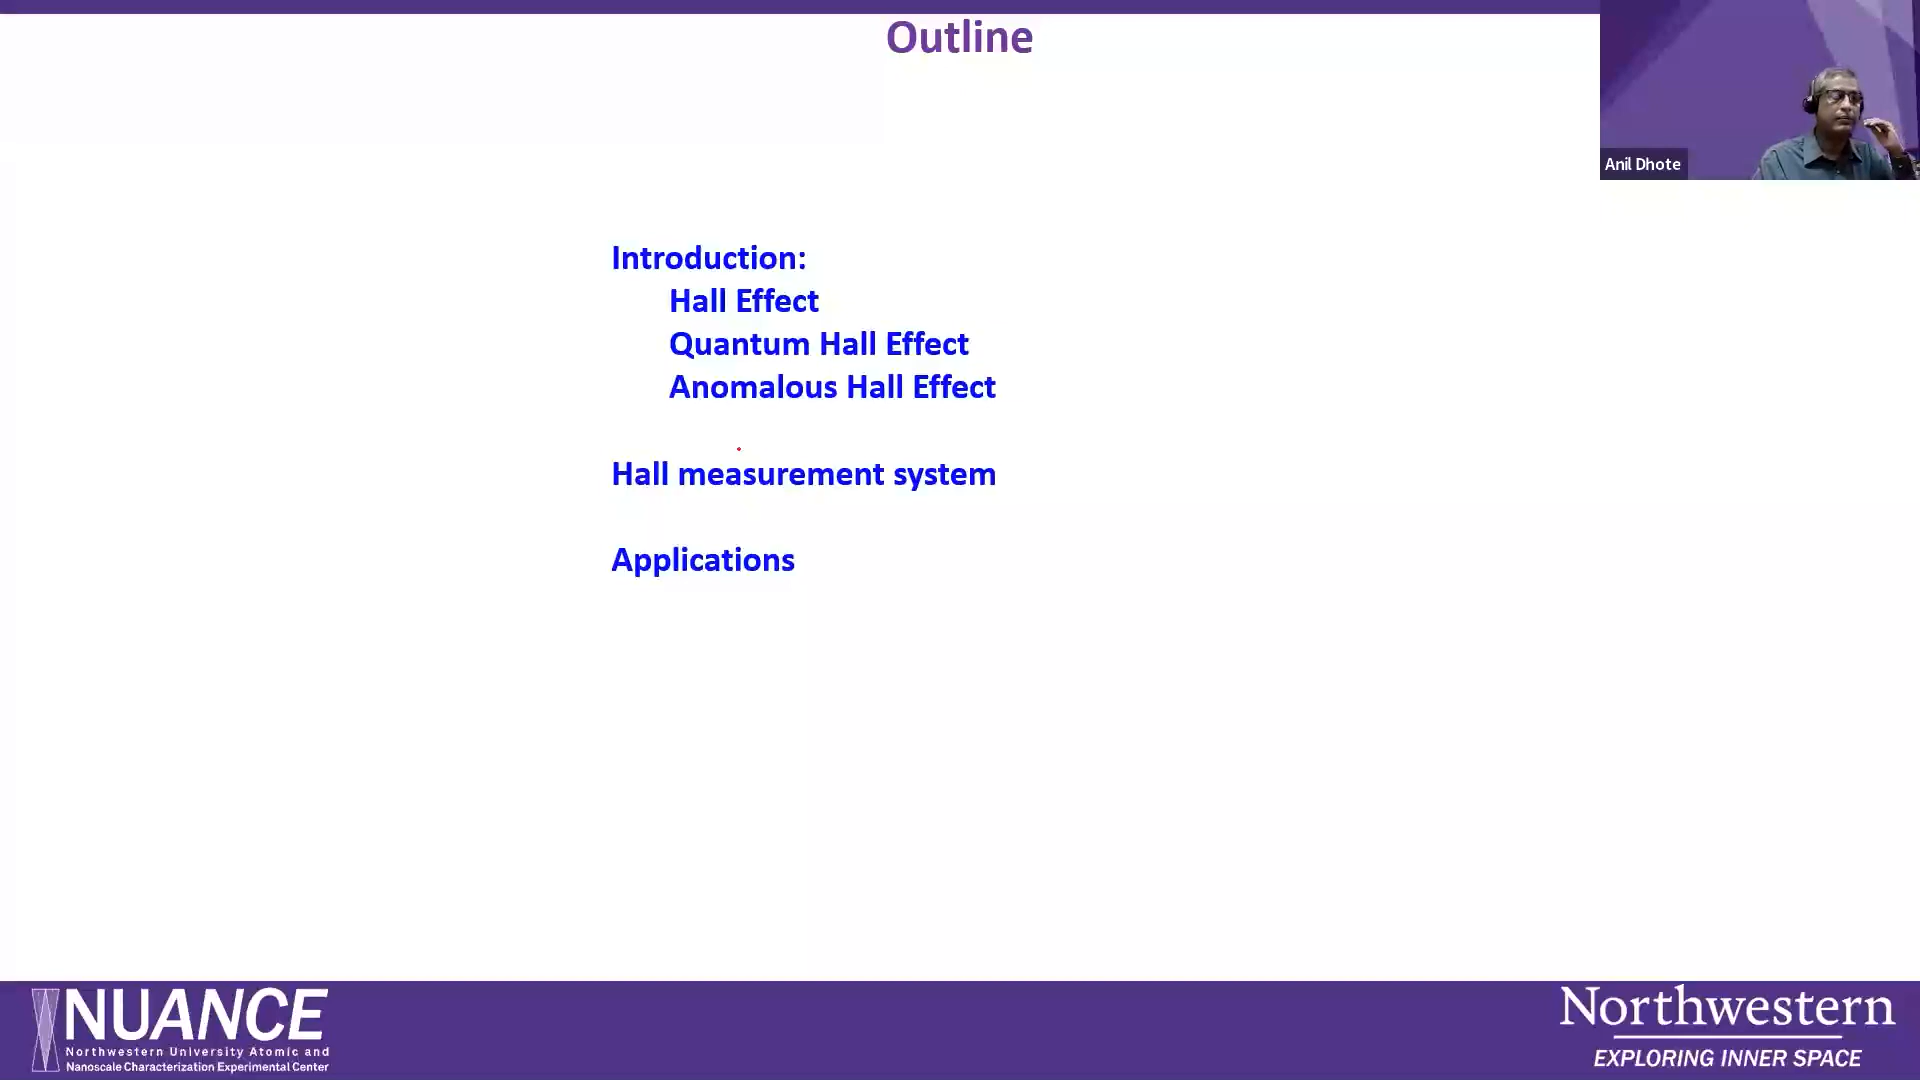 Outline
Anil Dhote
Introduction:
Hall Effect
Quantum Hall Effect
Anomalous Hall Effect
Hall measurement system
Applications
NUANCE
Northwestern University Atomic and
Nanoscale Characterization Experimental Center
Northwestern
EXPLORING INNER SPACE